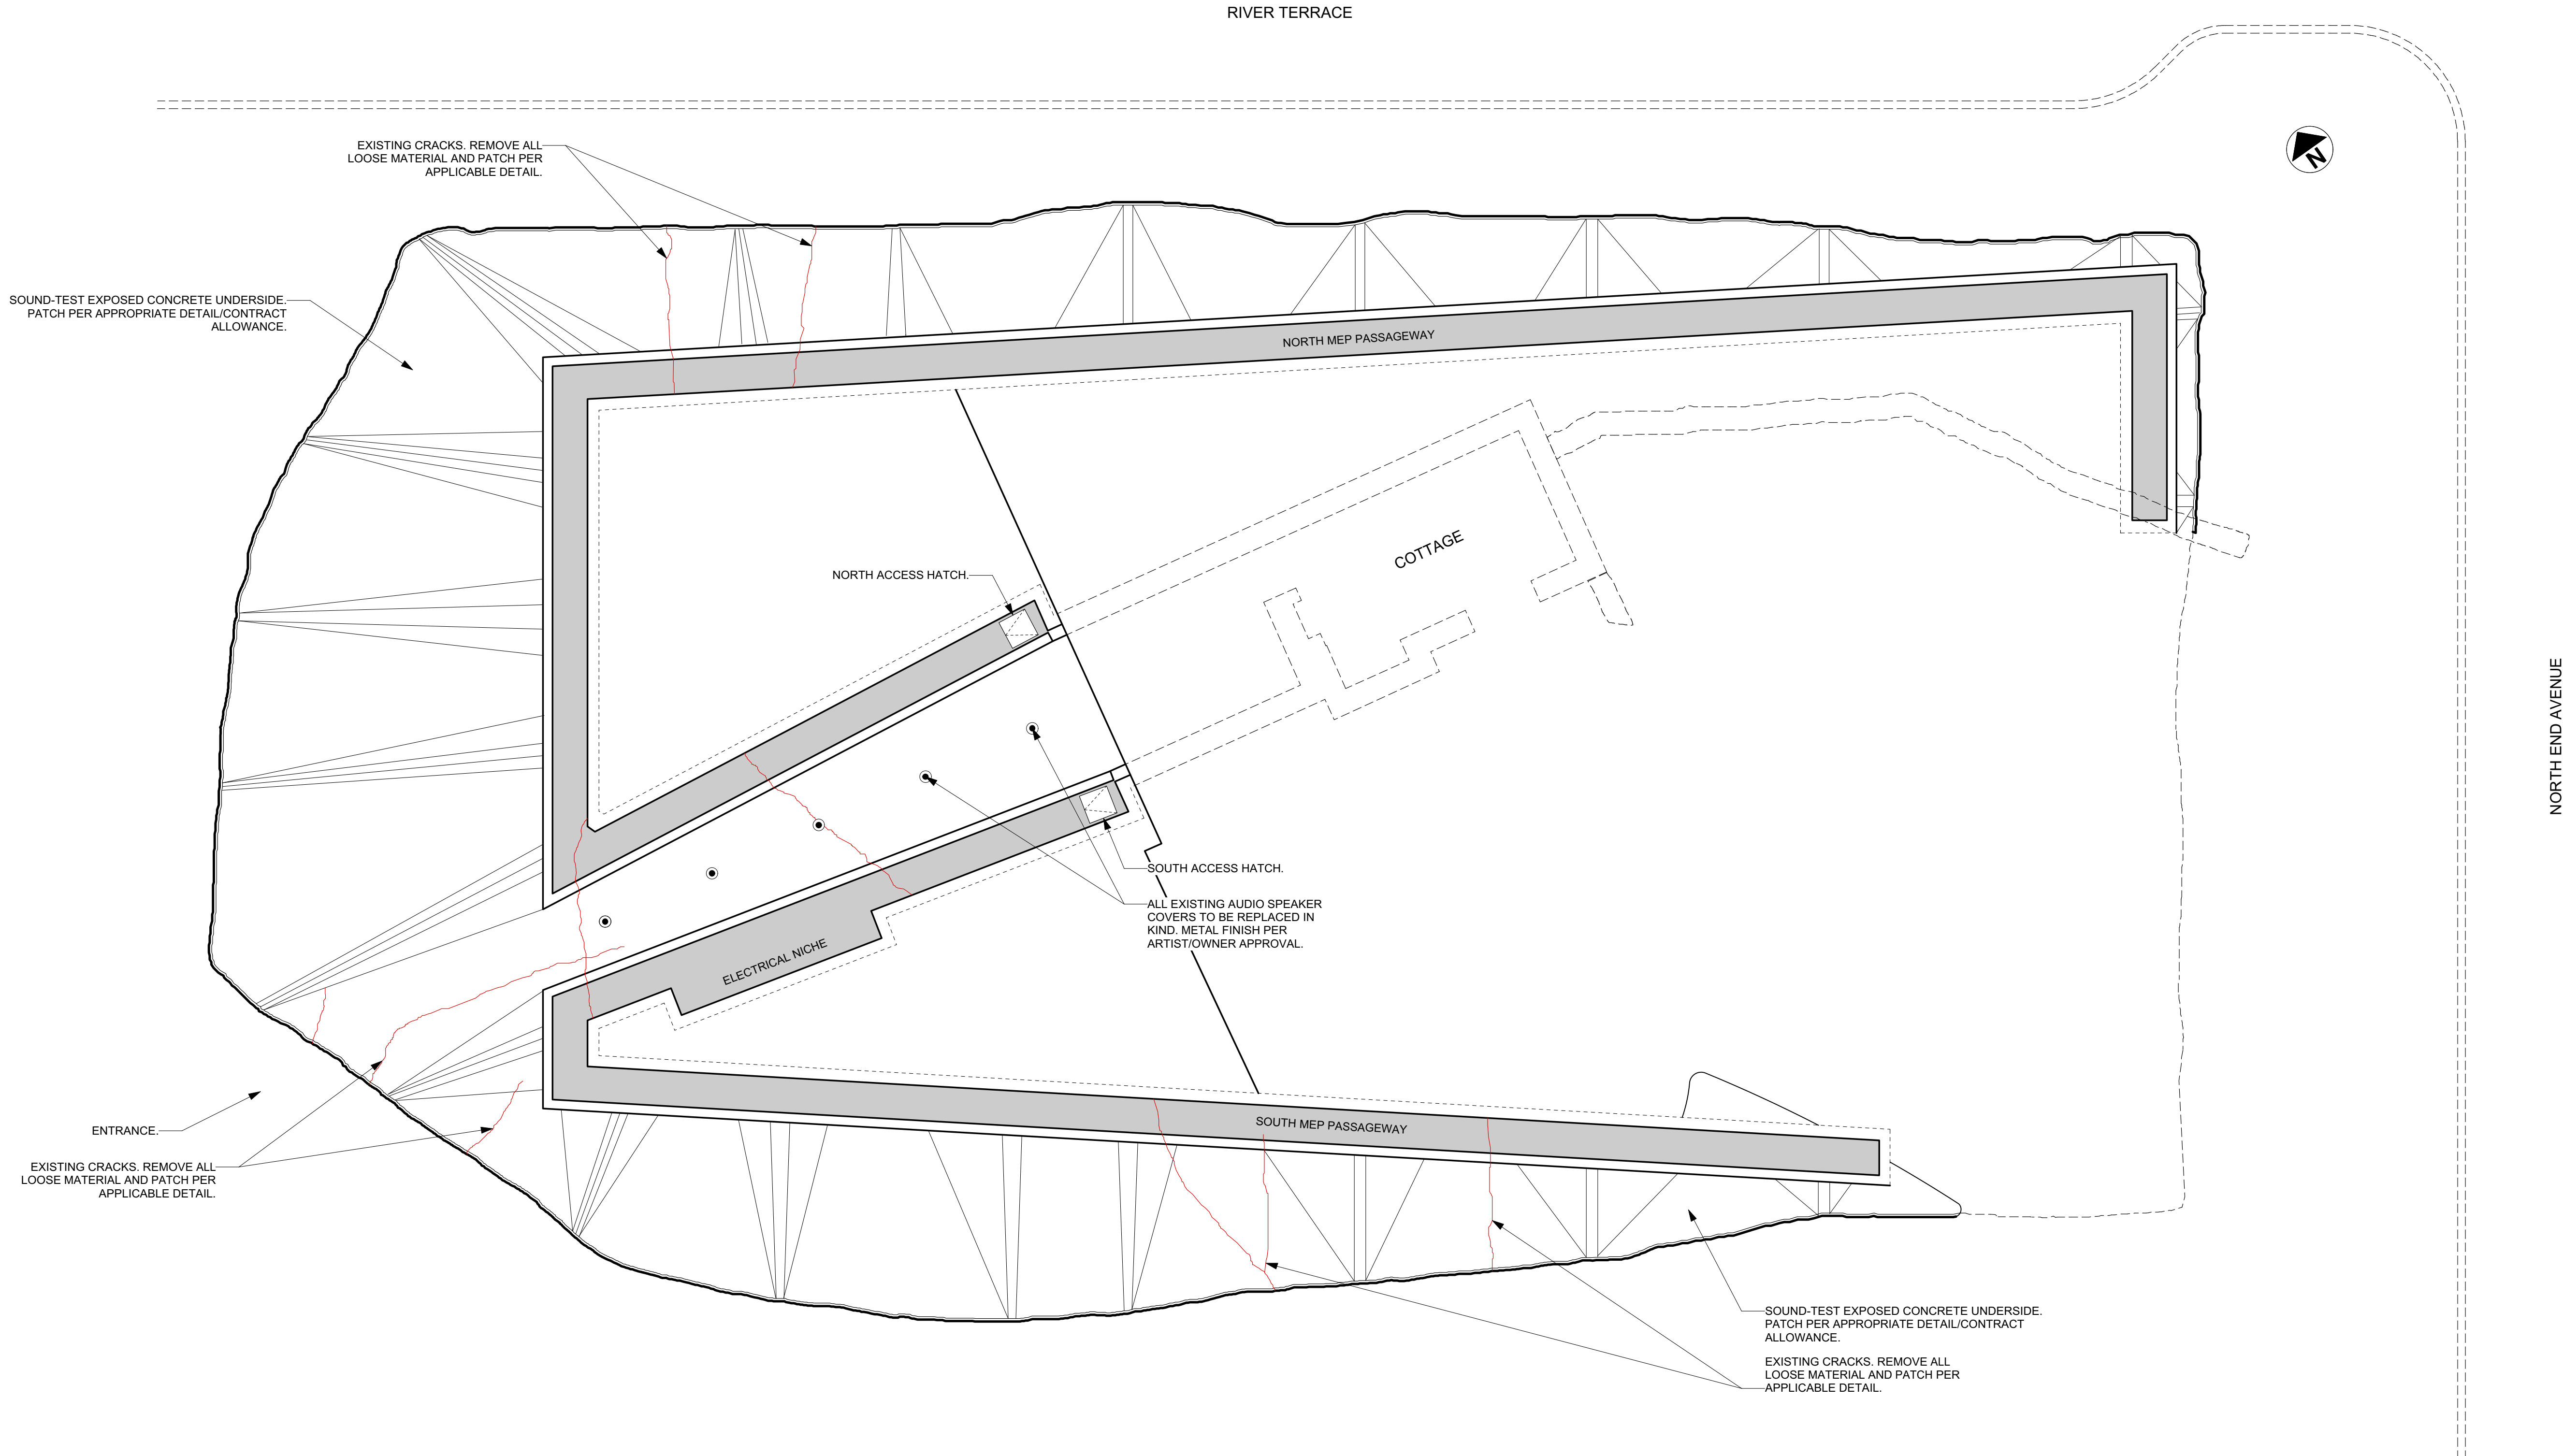 RIVER TERRACE
EXISTING CRACKS. REMOVE ALL
LOOSE MATERIAL AND PATCH PER
APPLICABLE DETAIL.
N
SOUND-TEST EXPOSED CONCRETE UNDERSIDE.
PATCH PER APPROPRIATE DETAIL/CONTRACT
ALLOWANCE.
NORTH MEP PASSAGEWAY
COTTAGE
NORTH ACCESS HATCH.
NORTH END AVENUE
SOUTH ACCESS HATCH.
ALL EXISTING AUDIO SPEAKER
COVERS TO BE REPLACED IN
KIND. METAL FINISH PER
ARTIST/OWNER APPROVAL.
ELECTRICAL NICHE
ENTRANCE.
SOUTH MEP PASSAGEWAY
EXISTING CRACKS. REMOVE ALL
LOOSE MATERIAL AND PATCH PER
APPLICABLE DETAIL.
SOUND-TEST EXPOSED CONCRETE UNDERSIDE.
PATCH PER APPROPRIATE DETAIL/CONTRACT
ALLOWANCE.
EXISTING CRACKS. REMOVE ALL
LOOSE MATERIAL AND PATCH PER
APPLICABLE DETAIL.